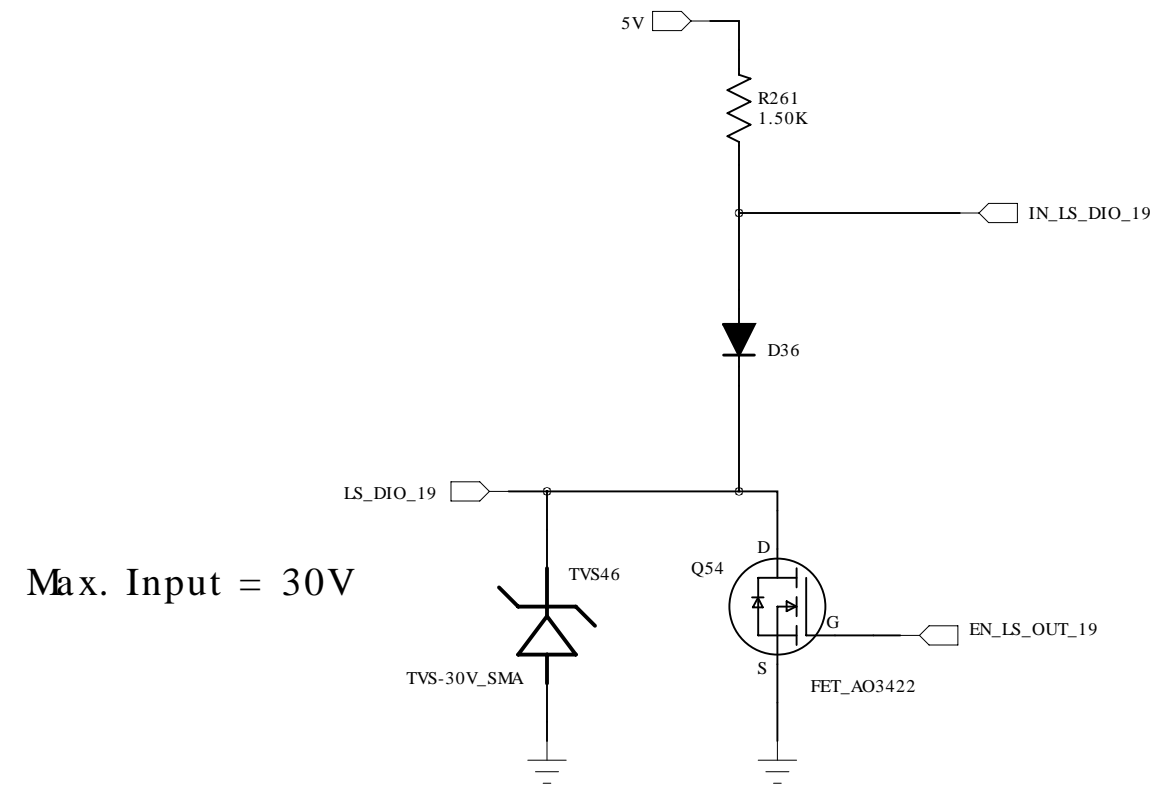 5V
R261
1.50K
IN_LS_DIO_19
D36
LS_DIO_19
D
Q54
TVS46
Max. Input = 30V
G
EN_LS_OUT_19
S
TVS-30V_SMA
FET_AO3422